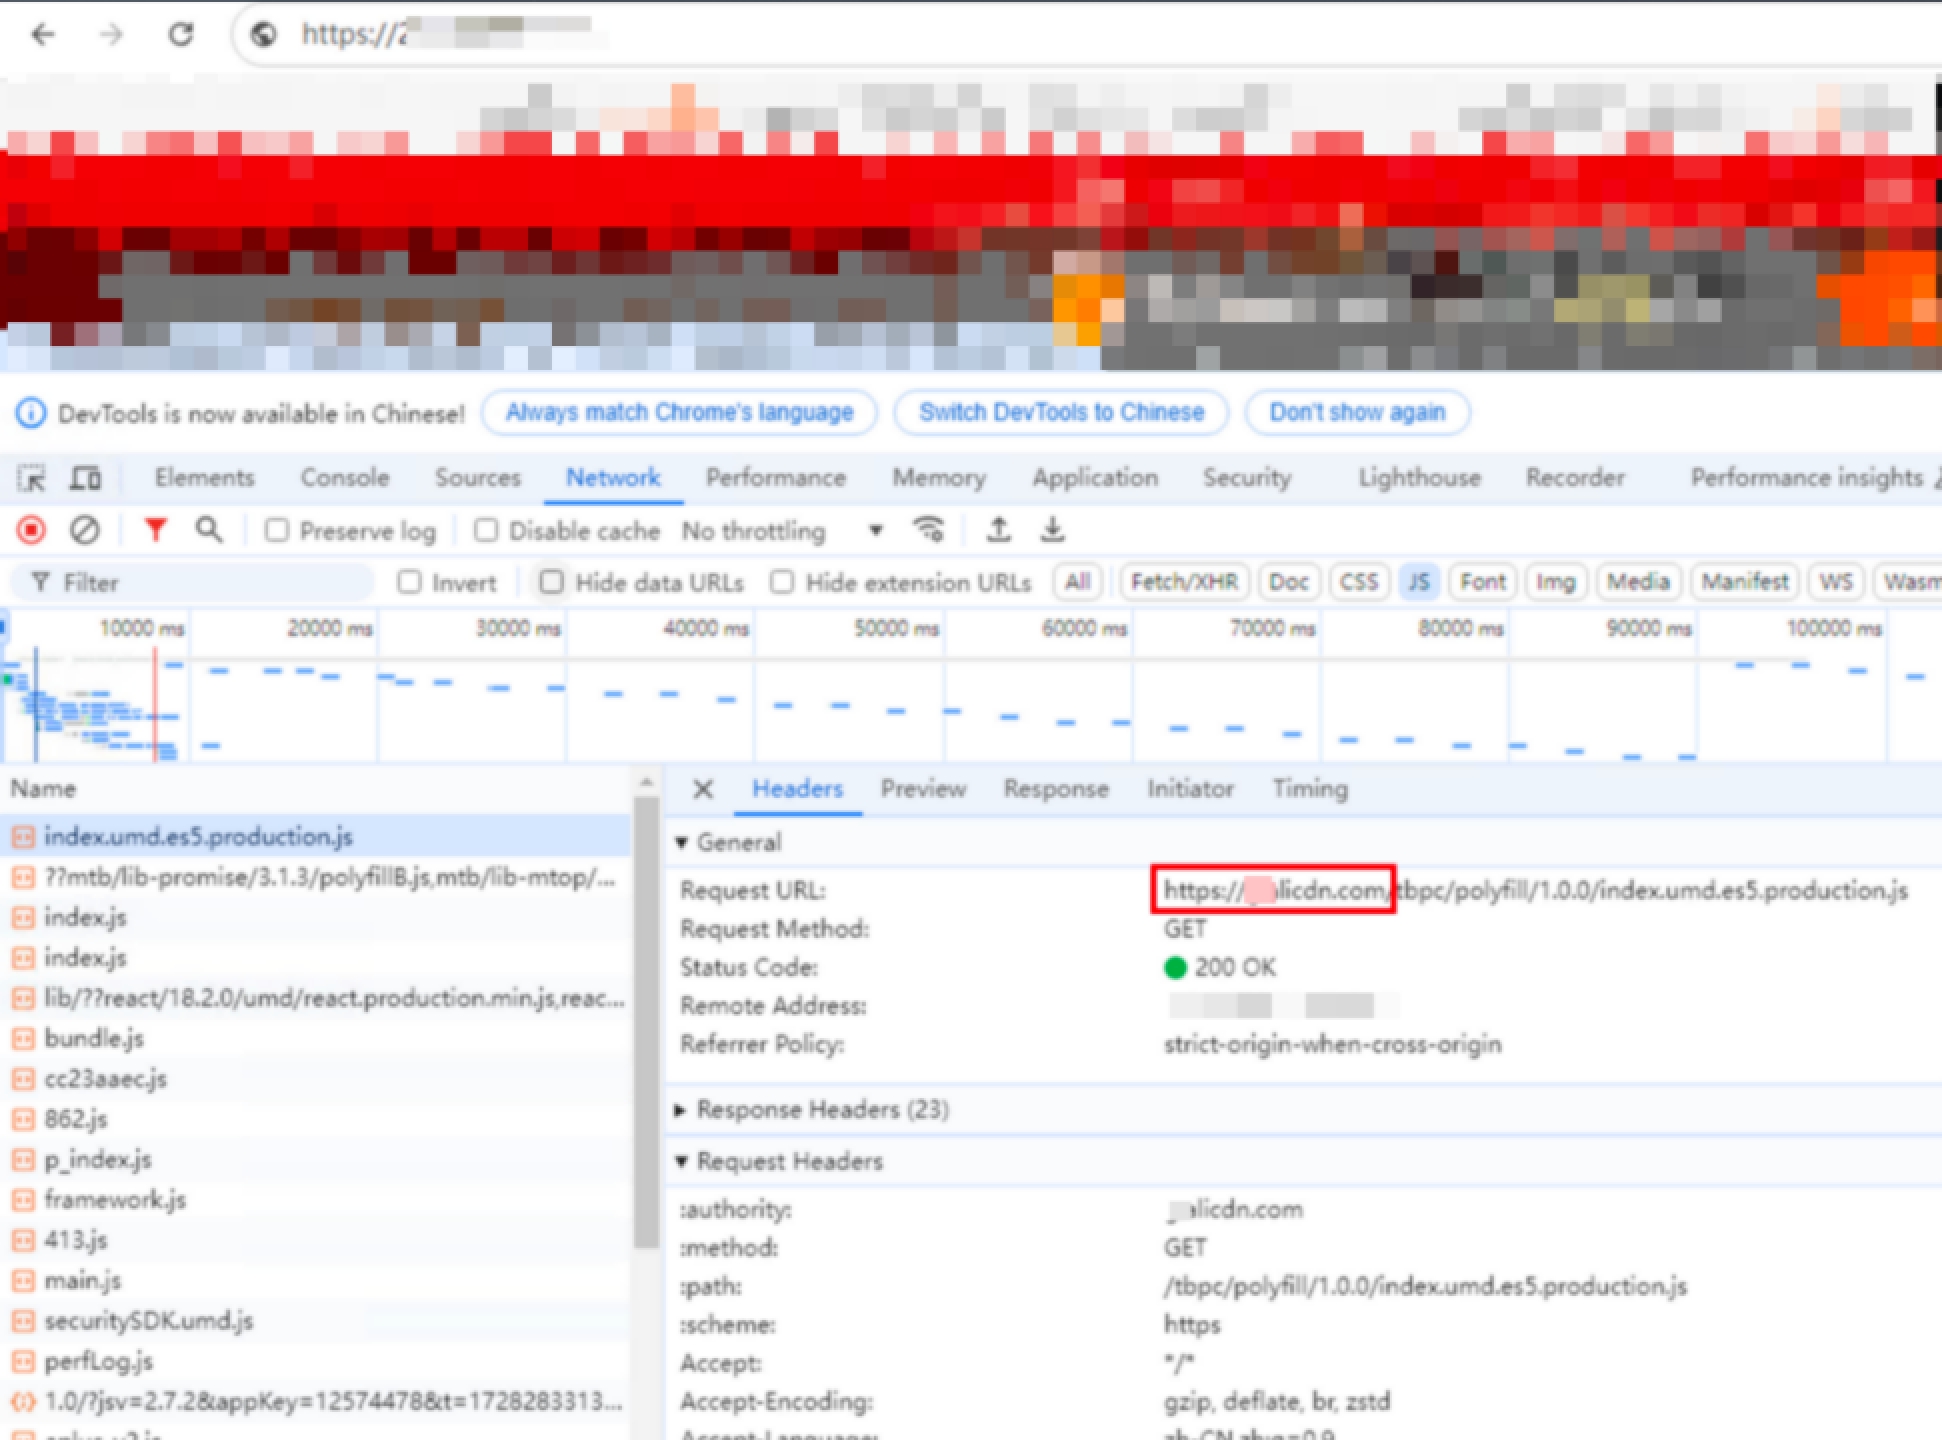 https://2
DevTools is now available in Chinese! Always match Chrome's language Switch DevTools to Chinese Don't show again
Elements Console Sources Network Performance Memory Application Security Lighthouse Recorder Performance insights
Preserve log Disable cache No throttling
Filter Invert Hide data URLs Hide extension URLs All Fetch/XHR Doc CSS JS Font Img Media Manifest WS Wasm
10000 ms 20000 ms 30000 ms 40000 ms 50000 ms 60000 ms 70000 ms 80000 ms 90000 ms 100000 ms
Name
index.umd.es5.production.js
??mtb/lib-promise/3.1.3/polyfillB.js,mtb/lib-mtop/...
index.js
index.js
lib/??react/18.2.0/umd/react.production.min.js,reac...
bundle.js
cc23aaec.js
862.js
p_index.js
framework.js
413.js
main.js
securitySDK.umd.js
perfLog.js
1.0/?jsv=2.7.2&appKey=12574478&t=1728283313...
Headers Preview Response Initiator Timing
General
Request URL: https:// alicdn.com/tbpc/polyfill/1.0.0/index.umd.es5.production.js
Request Method: GET
Status Code: 200 OK
Remote Address:
Referrer Policy: strict-origin-when-cross-origin
Response Headers (23)
Request Headers
:authority: alicdn.com
:method: GET
:path: /tbpc/polyfill/1.0.0/index.umd.es5.production.js
:scheme: https
Accept: */*
Accept-Encoding: gzip, deflate, br, zstd
Accept-Language: zh-CN,zh;q=0.9